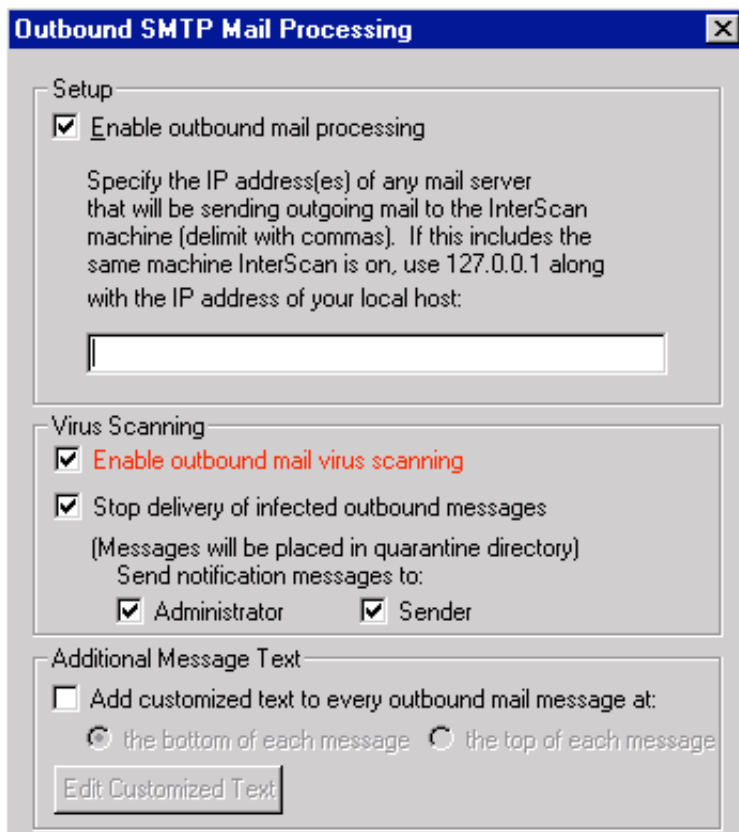 Outbound SMTP Mail Processing
Setup
Enable outbound mail processing
Specify the IP address(es) of any mail server
that will be sending outgoing mail to the InterScan
machine (delimit with commas).  If this includes the
same machine InterScan is on, use 127.0.0.1 along
with the IP address of your local host:
Virus Scanning
Enable outbound mail virus scanning
Stop delivery of infected outbound messages
(Messages will be placed in quarantine directory)
Send notification messages to:
Administrator Sender
Additional Message Text
Add customized text to every outbound mail message at:
the bottom of each message the top of each message
Edit Customized Text